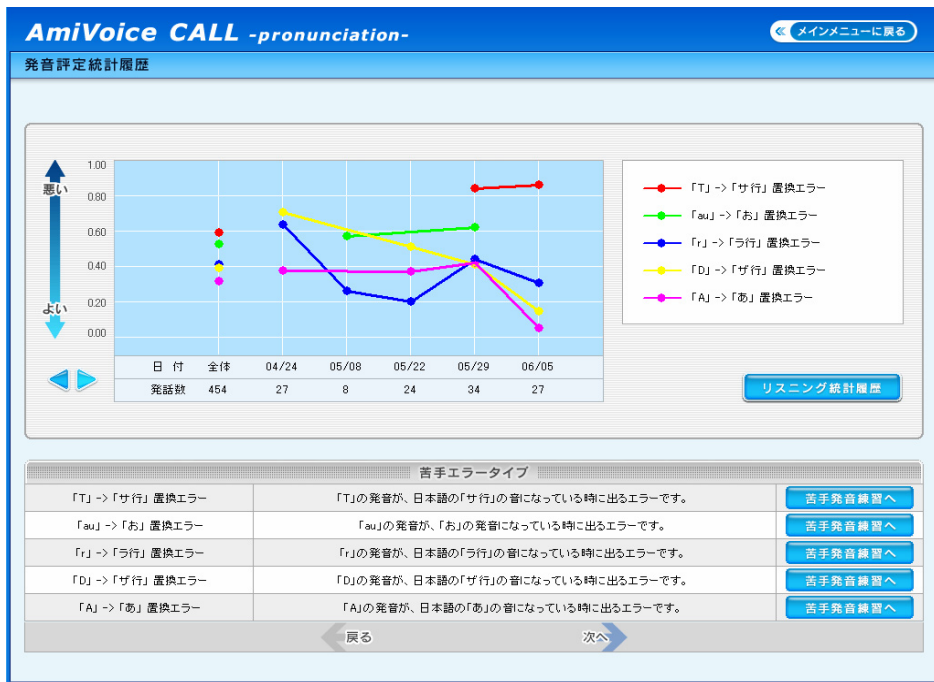 AmiVoice CALL -pronunciation-
メインメニューに戻る
発音評定統計履歴
悪い
よい
1.00
0.80
0.60
0.40
0.20
0.00
「T」->「サ行」置換エラー
「au」->「お」置換エラー
「r」->「ラ行」置換エラー
「D」->「ザ行」置換エラー
「A」->「あ」置換エラー
日 付 全体 04/24 05/08 05/22 05/29 06/05
発話数 454 27 8 24 34 27
リスニング統計履歴
苦手エラータイプ
「T」->「サ行」置換エラー 「T」の発音が、日本語の「サ行」の音になっている時に出るエラーです。 苦手発音練習へ
「au」->「お」置換エラー 「au」の発音が、「お」の発音になっている時に出るエラーです。 苦手発音練習へ
「r」->「ラ行」置換エラー 「r」の発音が、日本語の「ラ行」の音になっている時に出るエラーです。 苦手発音練習へ
「D」->「ザ行」置換エラー 「D」の発音が、日本語の「ザ行」の音になっている時に出るエラーです。 苦手発音練習へ
「A」->「あ」置換エラー 「A」の発音が、日本語の「あ」の音になっている時に出るエラーです。 苦手発音練習へ
戻る 次へ